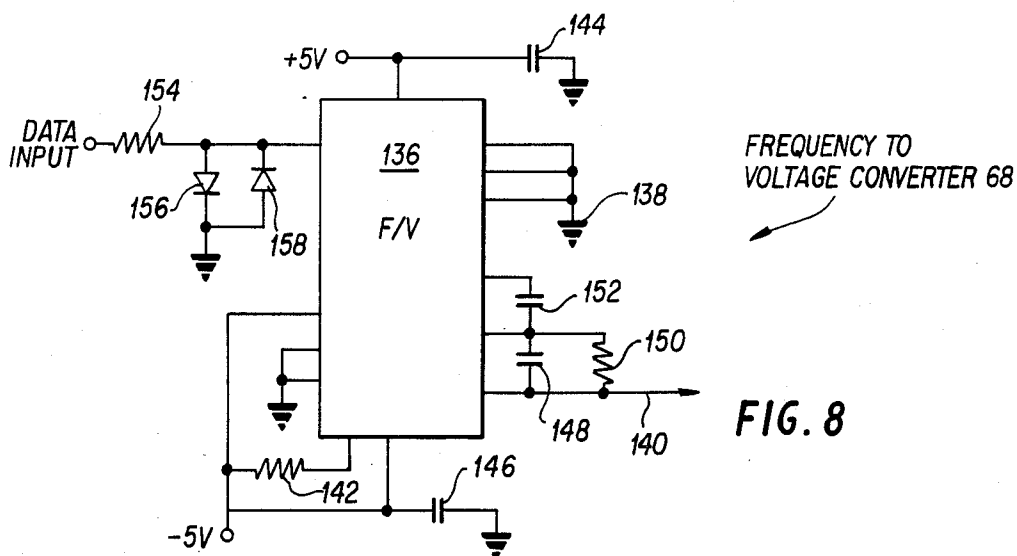 144
+5V
154
DATA
INPUT
136
FREQUENCY TO
VOLTAGE CONVERTER 68
156
158
F/V
138
152
150
148
140
FIG. 8
142
146
-5V